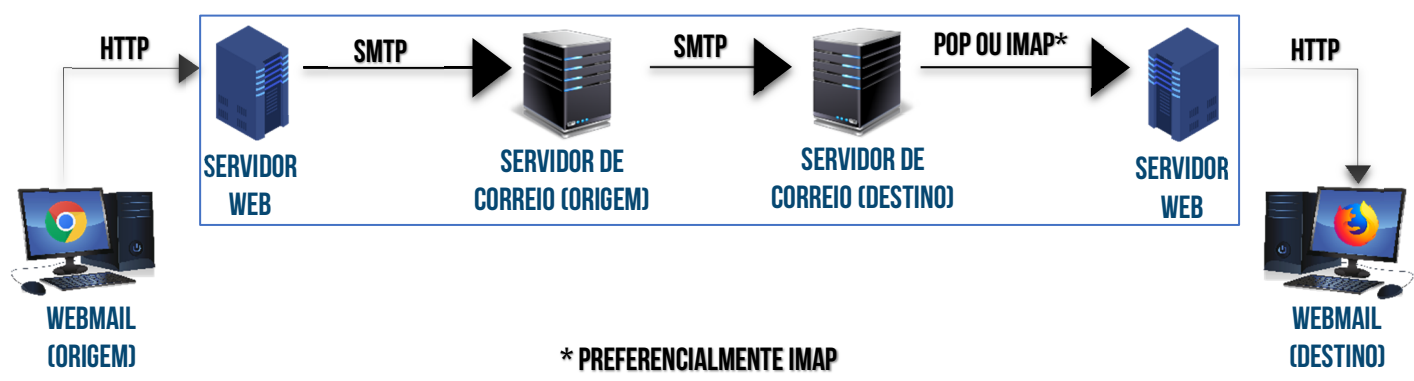 HTTP
SMTP
SMTP
POP OU IMAP*
HTTP
SERVIDOR
WEB
SERVIDOR DE
CORREIO (ORIGEM)
SERVIDOR DE
CORREIO (DESTINO)
SERVIDOR
WEB
WEBMAIL
(ORIGEM)
WEBMAIL
(DESTINO)
* PREFERENCIALMENTE IMAP